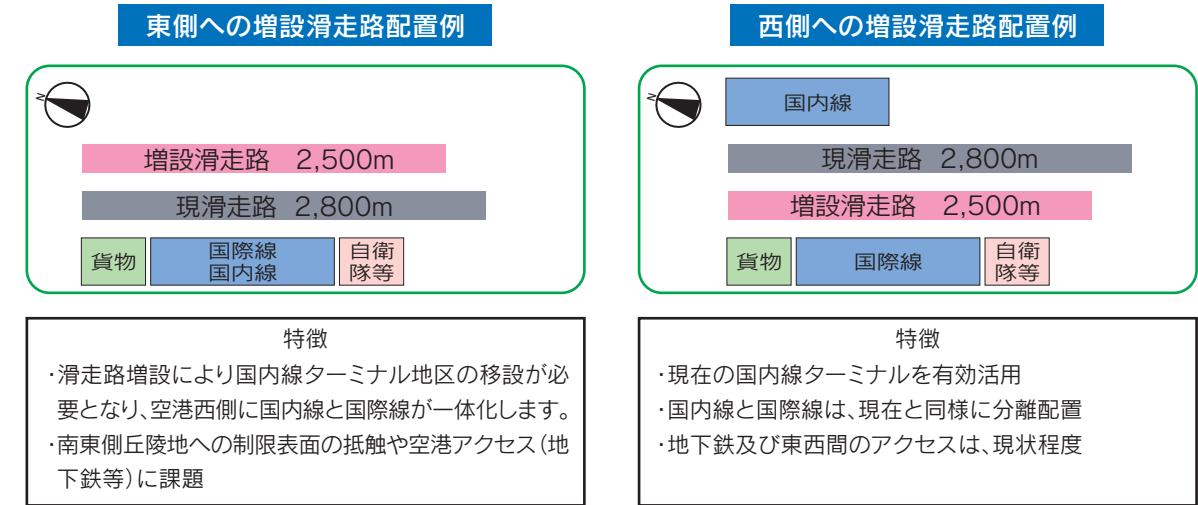 東側への増設滑走路配置例
N
増設滑走路 2,500m
現滑走路 2,800m
貨物
国際線
国内線
自衛
隊等
特徴
・滑走路増設により国内線ターミナル地区の移設が必
要となり、空港西側に国内線と国際線が一体化します。
・南東側丘陵地への制限表面の抵触や空港アクセス（地
下鉄等）に課題
西側への増設滑走路配置例
N
国内線
現滑走路 2,800m
増設滑走路 2,500m
貨物
国際線
自衛
隊等
特徴
・現在の国内線ターミナルを有効活用
・国内線と国際線は、現在と同様に分離配置
・地下鉄及び東西間のアクセスは、現状程度